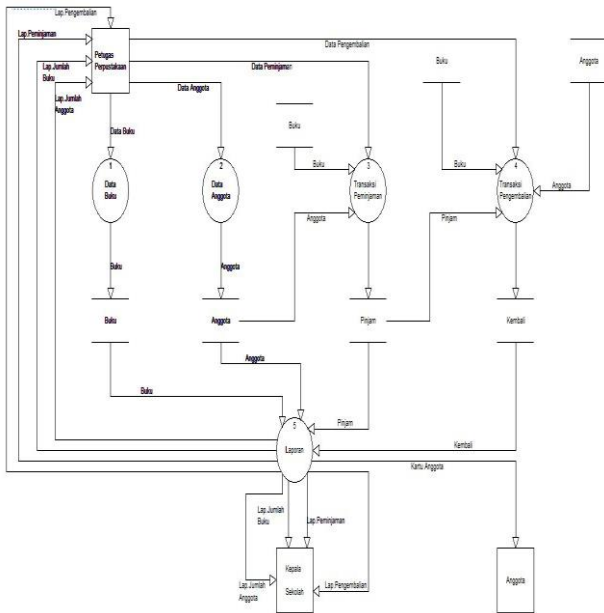 Lap.Pengembalian
Lap.Peminjaman
Lap.Jumlah
Buku
Lap.Jumlah
Anggota
Petugas
Perpustakaan
Data Pengembalian
Data Peminjaman
Data Anggota
Data Buku
Buku
Buku
Anggota
1
Data
Buku
2
Data
Anggota
Buku
3
Transaksi
Peminjaman
Buku
4
Transaksi
Pengembalian
Anggota
Anggota
Pinjam
Buku
Anggota
Buku
Anggota
Pinjam
Kembali
Anggota
Buku
Pinjam
Kembali
5
Laporan
Kartu Anggota
Lap.Jumlah
Buku
Lap.Peminjaman
Lap.Jumlah
Anggota
Kepala
Sekolah
Lap.Pengembalian
Anggota